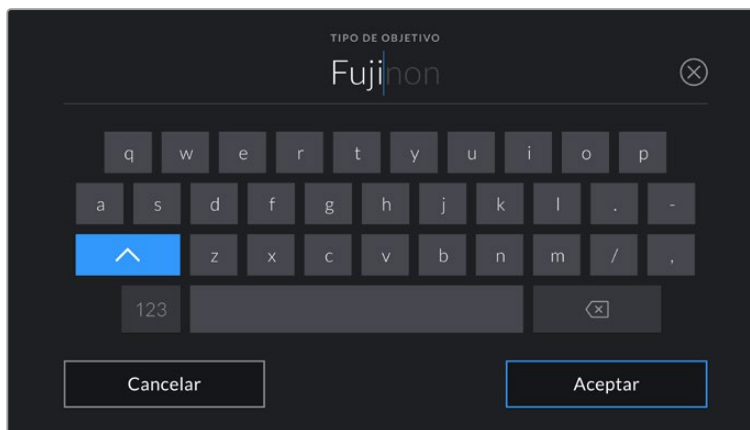 TIPO DE OBJETIVO
Fujinon
q w e r t y u i o p
a s d f g h j k l . -
z x c v b n m / ,
123
Cancelar Aceptar